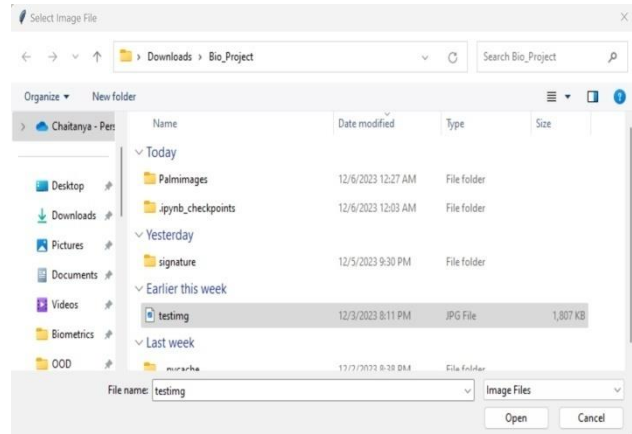 Select Image File
Downloads > Bio_Project
Search Bio_Project
Organize New folder
Chaitanya - Pers
Name Date modified Type Size
Today
Palmimages 12/6/2023 12:27 AM File folder
.ipynb_checkpoints 12/6/2023 12:03 AM File folder
Yesterday
signature 12/5/2023 9:30 PM File folder
Earlier this week
testimg 12/3/2023 8:11 PM JPG File 1,807 KB
Last week
Desktop
Downloads
Pictures
Documents
Videos
Biometrics
OOD
File name: testimg
Image Files
Open Cancel